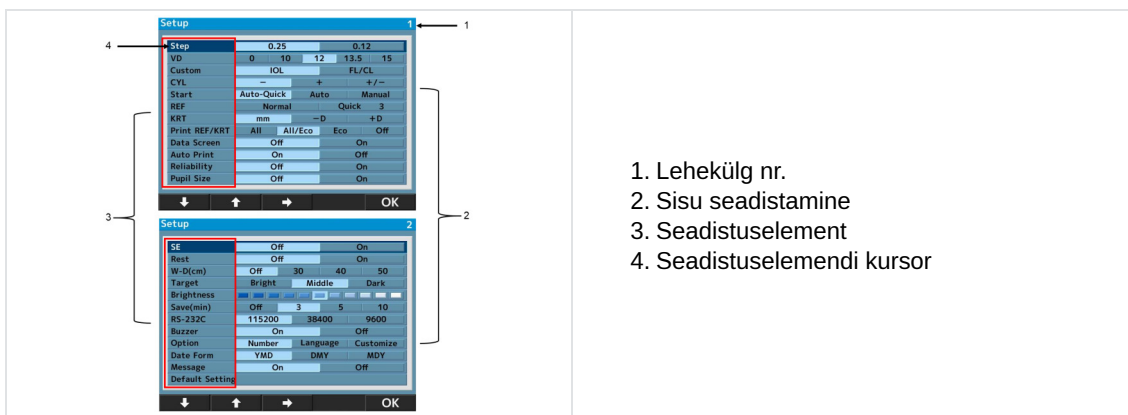 Setup 1
1
4
Step 0.25 0.12
VD 0 10 12 13.5 15
Custom IOL FL/CL
CYL − + +/−
Start Auto-Quick Auto Manual
REF Normal Quick 3
KRT mm −D +D
Print REF/KRT All All/Eco Eco Off
Data Screen Off On
Auto Print On Off
Reliability Off On
Pupil Size Off On
OK
3
2
Setup 2
SE Off On
Rest Off On
W-D(cm) Off 30 40 50
Target Bright Middle Dark
Brightness
Save(min) Off 3 5 10
RS-232C 115200 38400 9600
Buzzer On Off
Option Number Language Customize
Date Form YMD DMY MDY
Message On Off
Default Setting
OK
1. Lehekülg nr.
2. Sisu seadistamine
3. Seadistuselement
4. Seadistuselemendi kursor